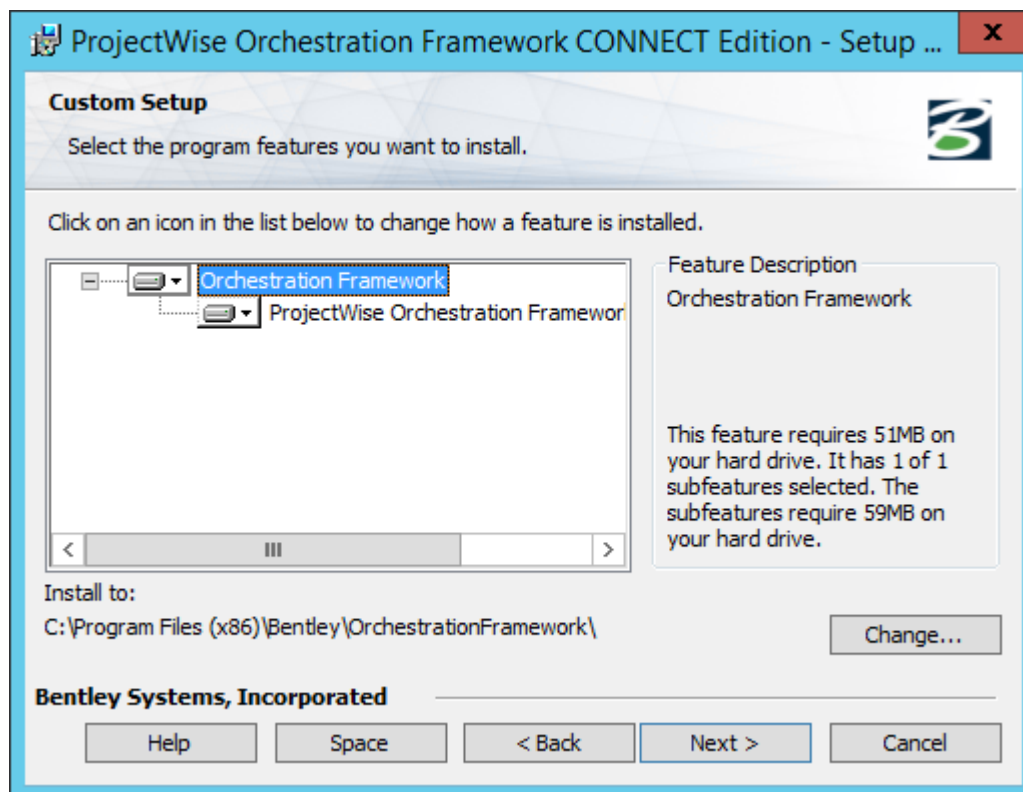 ProjectWise Orchestration Framework CONNECT Edition - Setup ...
x
Custom Setup
Select the program features you want to install.
Click on an icon in the list below to change how a feature is installed.
Orchestration Framework
ProjectWise Orchestration Framewor
Feature Description
Orchestration Framework
This feature requires 51MB on
your hard drive. It has 1 of 1
subfeatures selected. The
subfeatures require 59MB on
your hard drive.
Install to:
C:\Program Files (x86)\Bentley\OrchestrationFramework\
Change...
Bentley Systems, Incorporated
Help
Space
< Back
Next >
Cancel